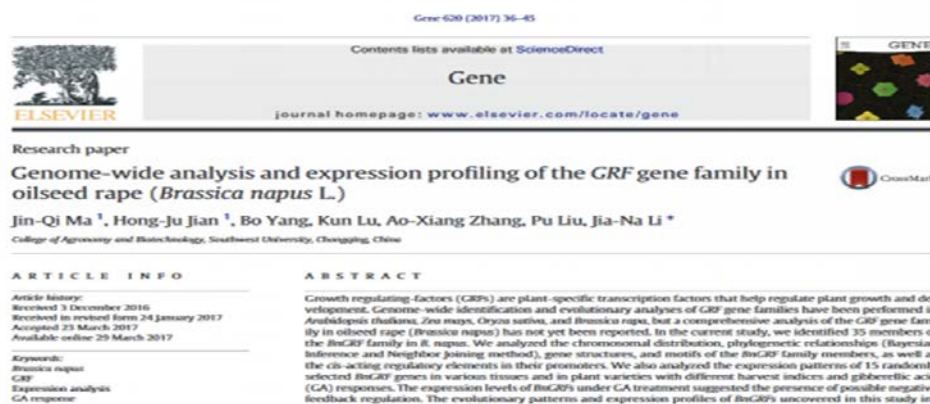 Gene 620 (2017) 36–45
Contents lists available at ScienceDirect
Gene
journal homepage: www.elsevier.com/locate/gene
ELSEVIER
GENE
Research paper
Genome-wide analysis and expression profiling of the GRF gene family in
oilseed rape (Brassica napus L.)
CrossMar
Jin-Qi Ma 1, Hong-Ju Jian 1, Bo Yang, Kun Lu, Ao-Xiang Zhang, Pu Liu, Jia-Na Li *
College of Agronomy and Biotechnology, Southwest University, Chongqing, China
ARTICLE INFO
Article history:
Received 3 December 2016
Received in revised form 24 January 2017
Accepted 23 March 2017
Available online 29 March 2017
Keywords:
Brassica napus
GRF
Expression analysis
GA response
ABSTRACT
Growth regulating-factors (GRFs) are plant-specific transcription factors that help regulate plant growth and de
velopment. Genome-wide identification and evolutionary analyses of GRF gene families have been performed i
Arabidopsis thaliana, Zea mays, Oryza sativa, and Brassica rapa, but a comprehensive analysis of the GRF gene fam
ily in oilseed rape (Brassica napus) has not yet been reported. In the current study, we identified 35 members o
the BnGRF family in B. napus. We analyzed the chromosomal distribution, phylogenetic relationships (Bayesia
Inference and Neighbor Joining method), gene structures, and motifs of the BnGRF family members, as well a
the cis-acting regulatory elements in their promoters. We also analyzed the expression patterns of 15 randoml
selected BnGRF genes in various tissues and in plant varieties with different harvest indices and gibberellic aci
(GA) responses. The expression levels of BnGRFs under GA treatment suggested the presence of possible negativ
feedback regulation. The evolutionary patterns and expression profiles of BnGRFs uncovered in this study in